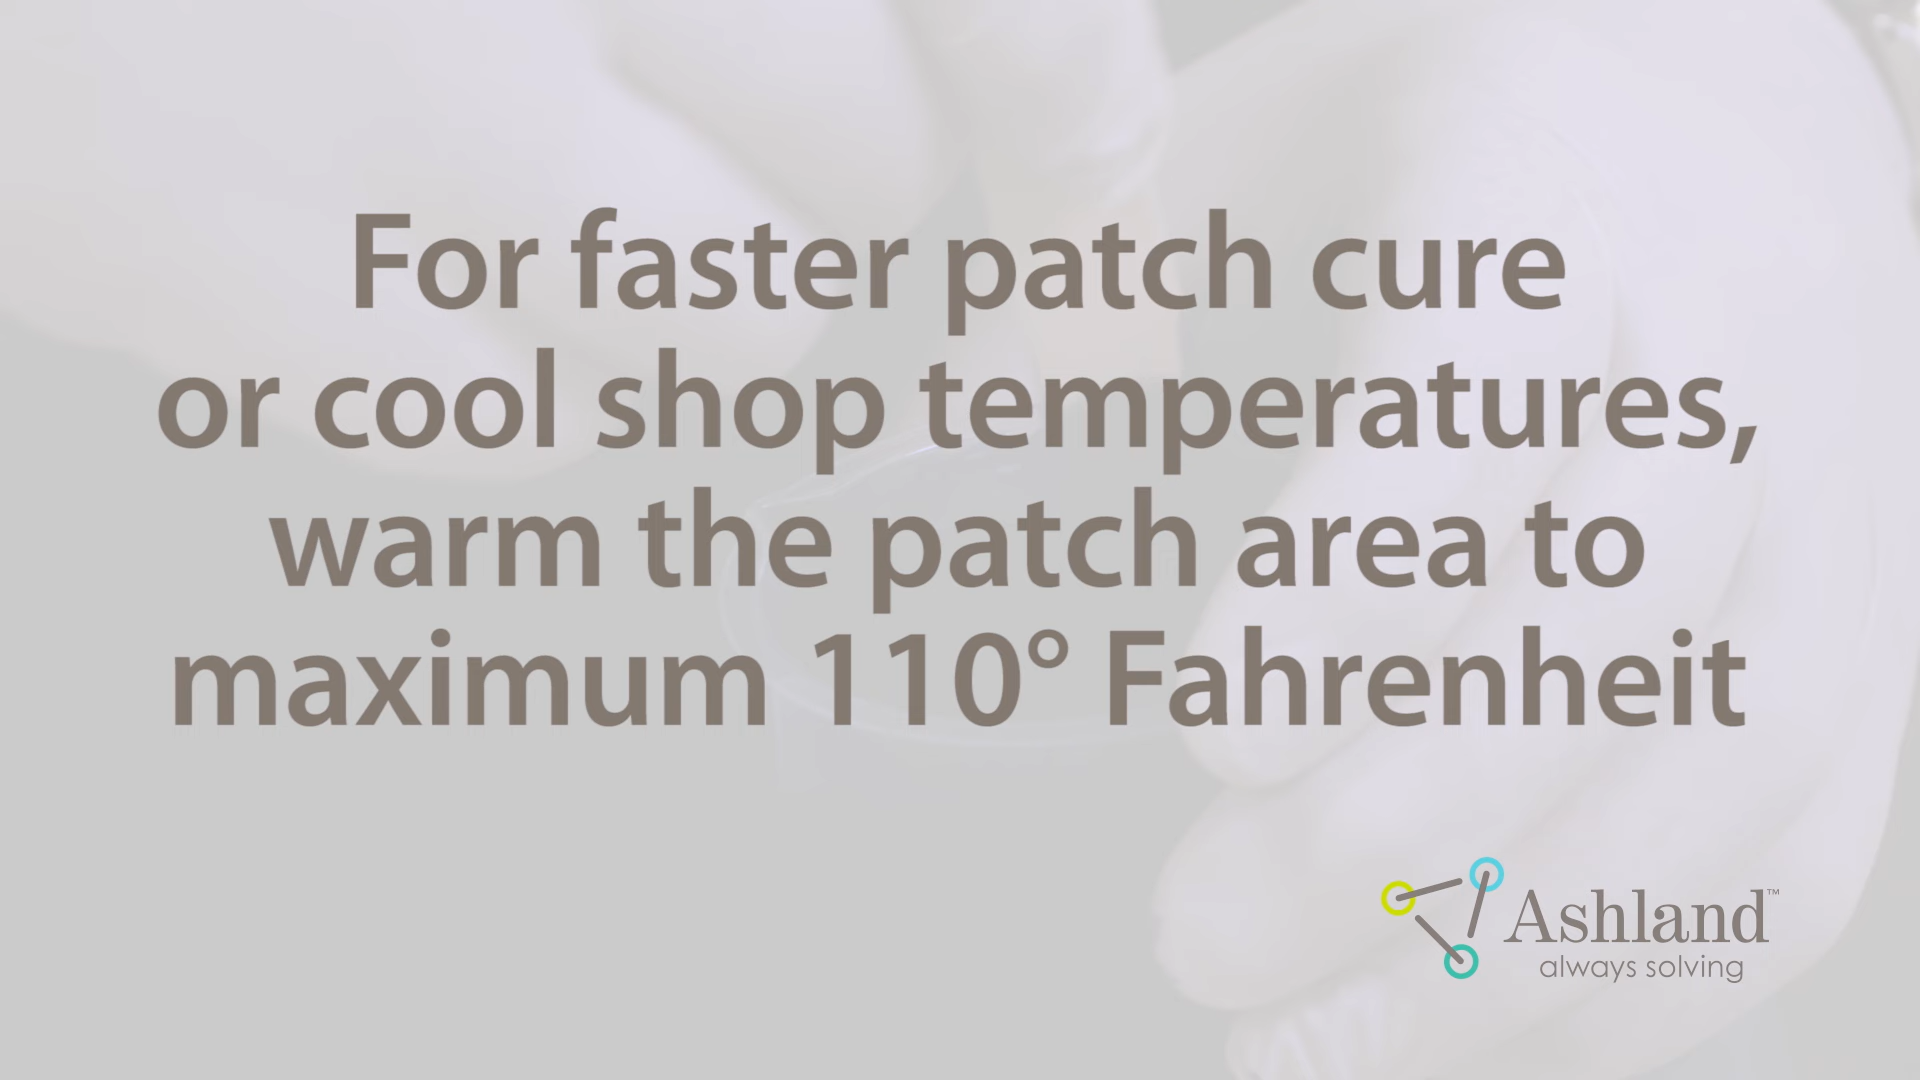 For faster patch cure
or cool shop temperatures,
warm the patch area to
maximum 110° Fahrenheit
Ashland™
always solving